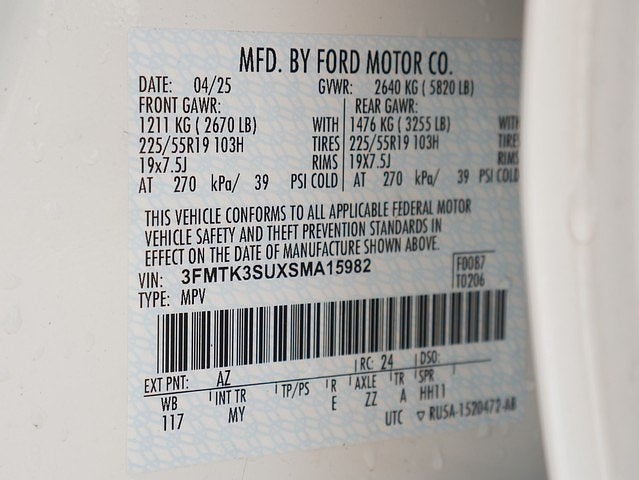 MFD. BY FORD MOTOR CO.
DATE: 04/25 GVWR: 2640 KG ( 5820 LB)
FRONT GAWR: REAR GAWR:
1211 KG ( 2670 LB) WITH 1476 KG ( 3255 LB) WITH
225/55R19 103H TIRES 225/55R19 103H TIRES
19x7.5J RIMS 19x7.5J RIMS
AT 270 kPa/ 39 PSI COLD AT 270 kPa/ 39 PSI COLD
THIS VEHICLE CONFORMS TO ALL APPLICABLE FEDERAL MOTOR
VEHICLE SAFETY AND THEFT PREVENTION STANDARDS IN
EFFECT ON THE DATE OF MANUFACTURE SHOWN ABOVE.
VIN: 3FMTK3SUXSMA15982 F0087
TYPE: MPV T0206
EXT PNT: AZ RC: 24 DSO:
WB INT TR TP/PS R AXLE TR SPR
117 MY E ZZ A HH11
UTC ▽ RU5A-1520472-AB